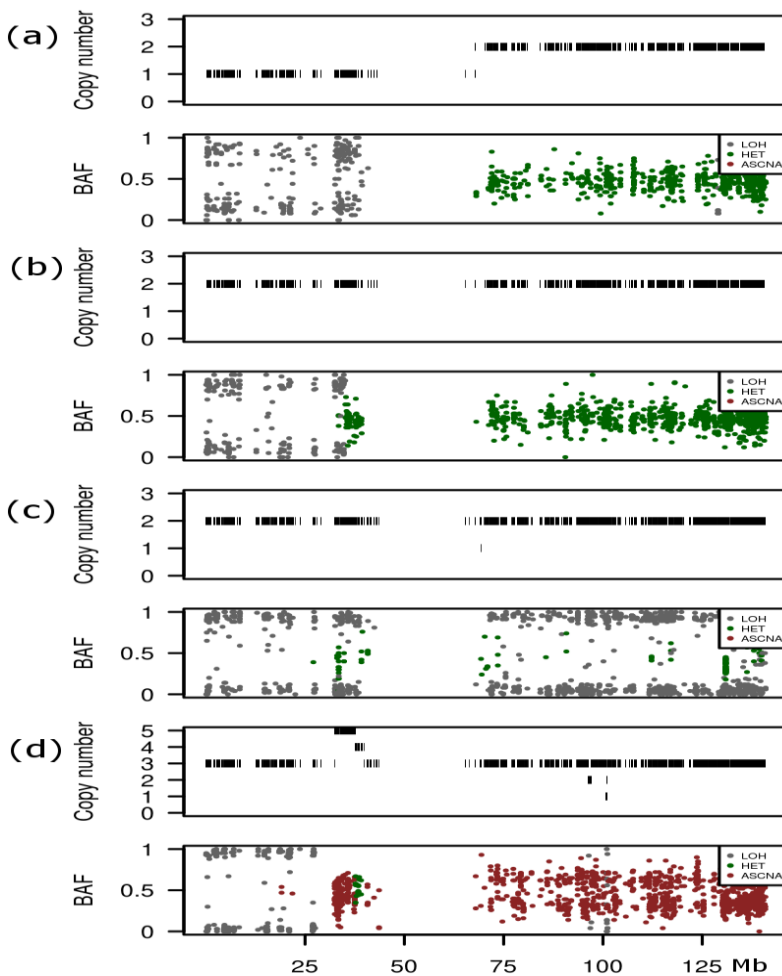 (a)
Copy number
3
2
1
0
BAF
1
0.5
0
LOH
HET
ASCNA
(b)
Copy number
3
2
1
0
BAF
1
0.5
0
LOH
HET
ASCNA
(c)
Copy number
3
2
1
0
BAF
1
0.5
0
LOH
HET
ASCNA
(d)
Copy number
5
4
3
2
1
BAF
1
0.5
0
LOH
HET
ASCNA
25 50 75 100 125 Mb